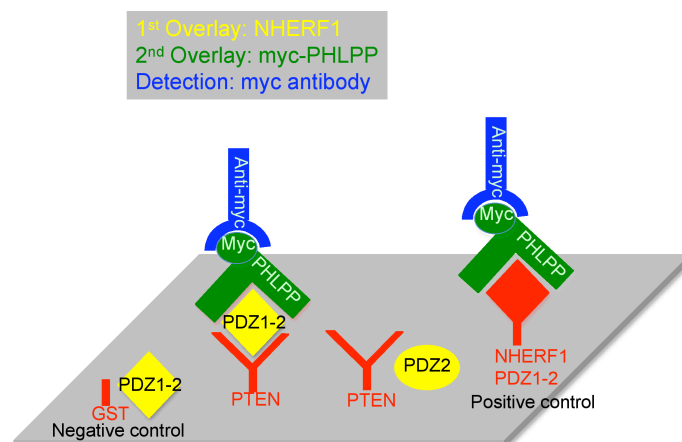 1st Overlay: NHERF1
2nd Overlay: myc-PHLPP
Detection: myc antibody
Anti-myc
Myc
PHLPP
PDZ1-2
PTEN
Anti-myc
Myc
PHLPP
NHERF1
PDZ1-2
Positive control
PDZ1-2
GST
Negative control
PTEN
PDZ2